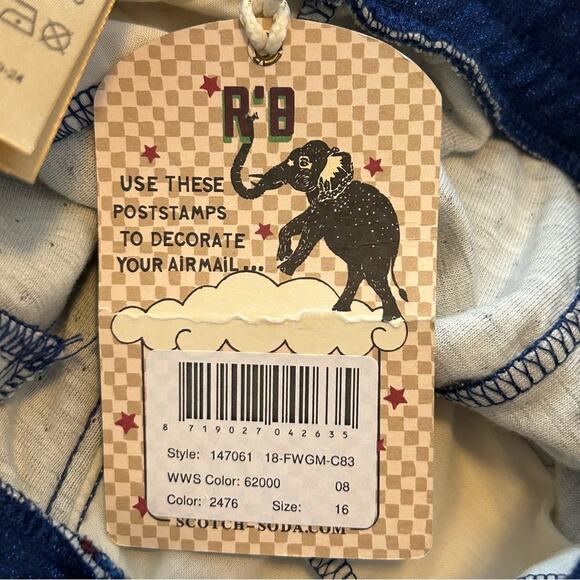 R'B
USE THESE
POSTSTAMPS
TO DECORATE
YOUR AIRMAIL...
8 719027 042635
Style: 147061 18-FWGM-C83
WWS Color: 62000 08
Color: 2476 Size: 16
SCOTCH-SODA.COM